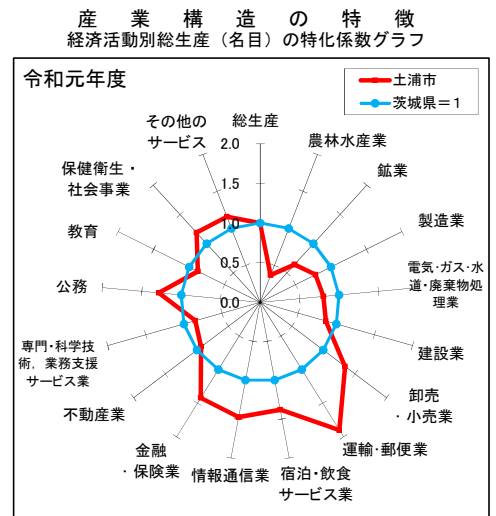 産業構造の特徴
経済活動別総生産（名目）の特化係数グラフ
令和元年度
土浦市
茨城県＝1
総生産
農林水産業
鉱業
製造業
電気･ガス･水
道･廃棄物処
理業
建設業
卸売
・小売業
運輸･郵便業
宿泊・飲食
サービス業
情報通信業
金融
・保険業
不動産業
専門・科学技
術，業務支援
サービス業
公務
教育
保健衛生・
社会事業
その他の
サービス
2.0
1.5
1.0
0.5
0.0